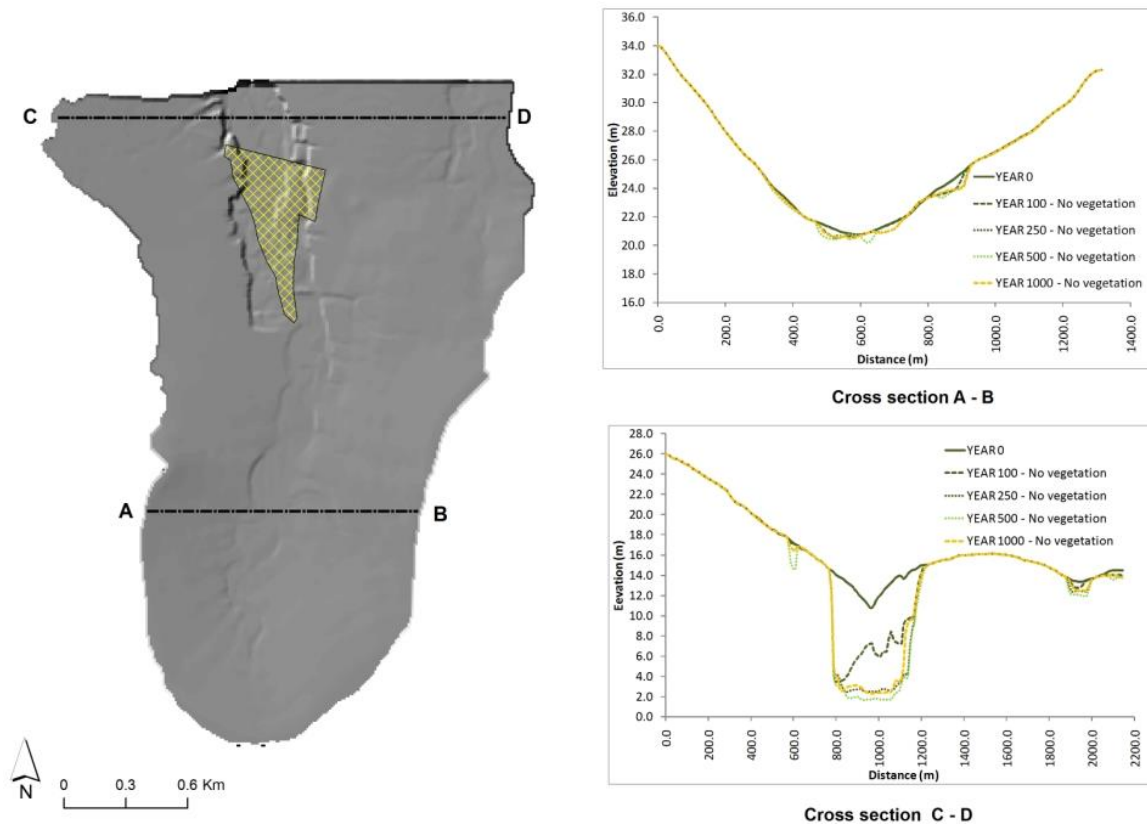 C
D
A
B
N
0
0.3
0.6 Km
36.0
34.0
32.0
30.0
28.0
26.0
24.0
22.0
20.0
18.0
16.0
Elevation (m)
YEAR 0
YEAR 100 - No vegetation
YEAR 250 - No vegetation
YEAR 500 - No vegetation
YEAR 1000 - No vegetation
0.0
200.0
400.0
600.0
800.0
1000.0
1200.0
1400.0
Distance (m)
Cross section A - B
28.0
26.0
24.0
22.0
20.0
18.0
16.0
14.0
12.0
10.0
8.0
6.0
4.0
2.0
0.0
Eevation (m)
YEAR 0
YEAR 100 - No vegetation
YEAR 250 - No vegetation
YEAR 500 - No vegetation
YEAR 1000 - No vegetation
0.0
200.0
400.0
600.0
800.0
1000.0
1200.0
1400.0
1600.0
1800.0
2000.0
2200.0
Distance (m)
Cross section C - D